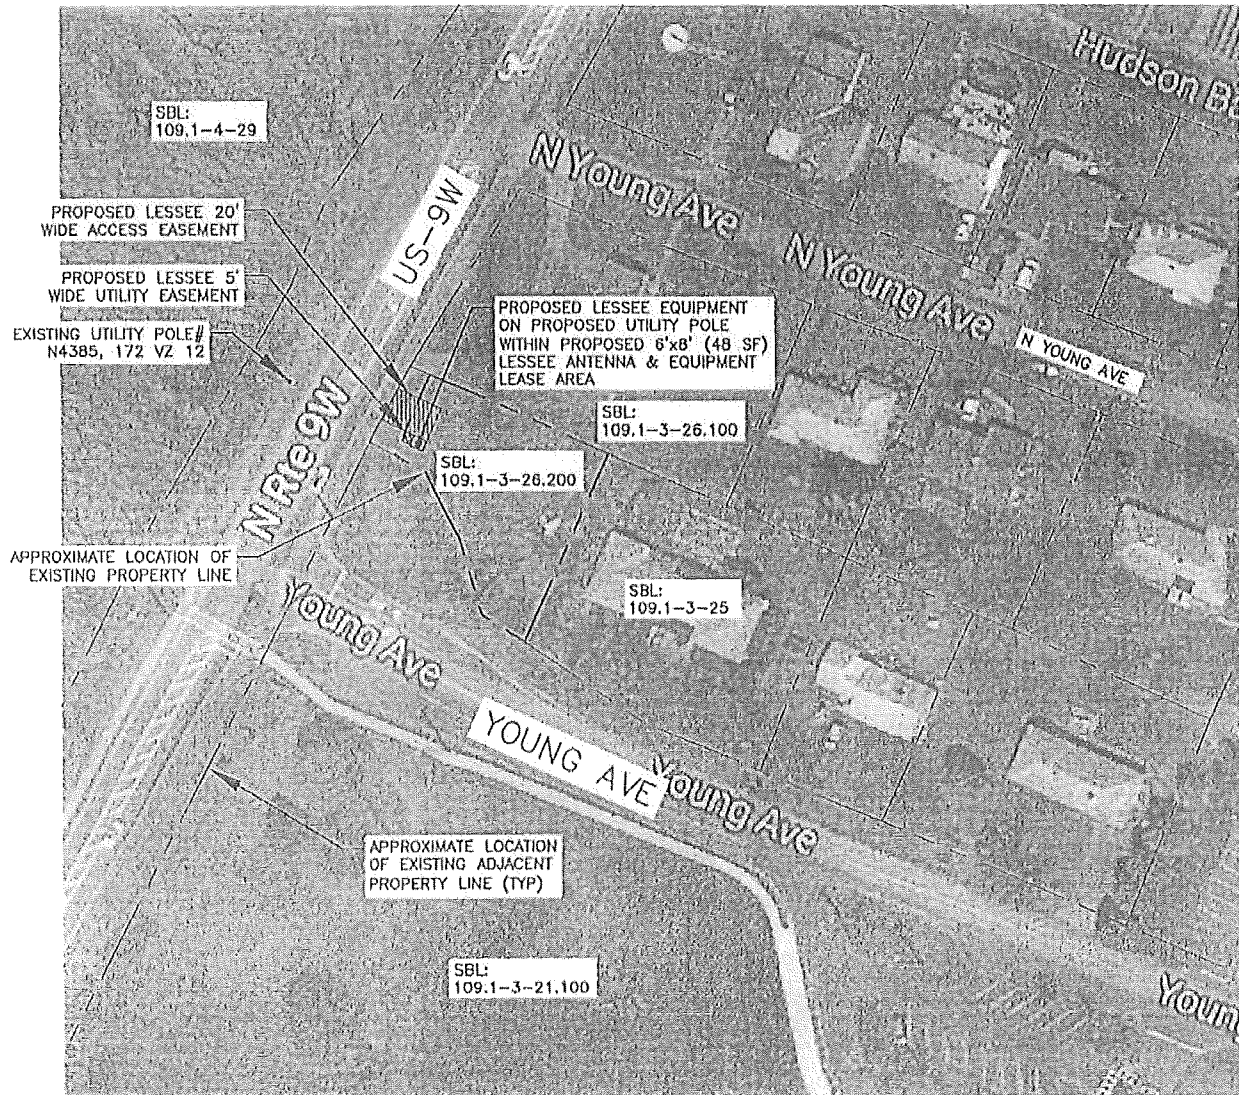 Hudson Ba
SBL:
109.1-4-29
N Young Ave
US-9W
PROPOSED LESSEE 20'
WIDE ACCESS EASEMENT
N Young Ave
PROPOSED LESSEE 5'
WIDE UTILITY EASEMENT
PROPOSED LESSEE EQUIPMENT
ON PROPOSED UTILITY POLE
WITHIN PROPOSED 6'x8' (48 SF)
LESSEE ANTENNA & EQUIPMENT
LEASE AREA
EXISTING UTILITY POLE#
N4385, 172 VZ 12
N YOUNG AVE
N Rte 9W
SBL:
109.1-3-26.100
SBL:
109.1-3-26.200
APPROXIMATE LOCATION OF
EXISTING PROPERTY LINE
SBL:
109.1-3-25
Young Ave
YOUNG AVE
Young Ave
APPROXIMATE LOCATION
OF EXISTING ADJACENT
PROPERTY LINE (TYP)
SBL:
109.1-3-21.100
Young